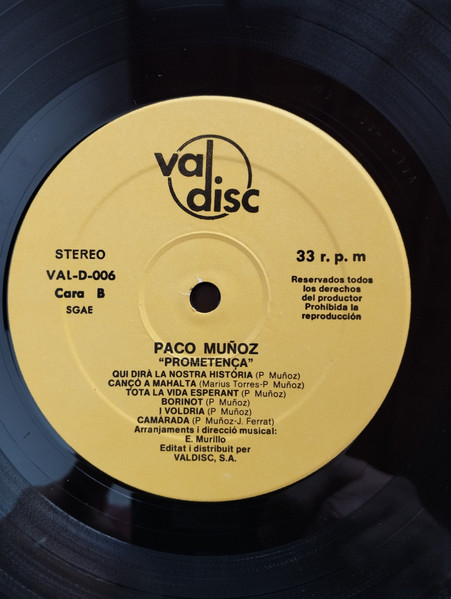 val
disc
STEREO
VAL-D-006
Cara B
SGAE
33 r. p. m
Reservados todos
los derechos
del productor
Prohibida la
reproducción
PACO MUÑOZ
"PROMETENÇA"
QUI DIRÀ LA NOSTRA HISTÒRIA (P Muñoz)
CANÇÓ A MAHALTA (Marius Torres-P Muñoz)
TOTA LA VIDA ESPERANT (P Muñoz)
BORINOT (P Muñoz)
I VOLDRIA (P Muñoz)
CAMARADA (P Muñoz-J. Ferrat)
Arranjaments i direcció musical:
E. Murillo
Editat i distribuit per
VALDISC, S.A.